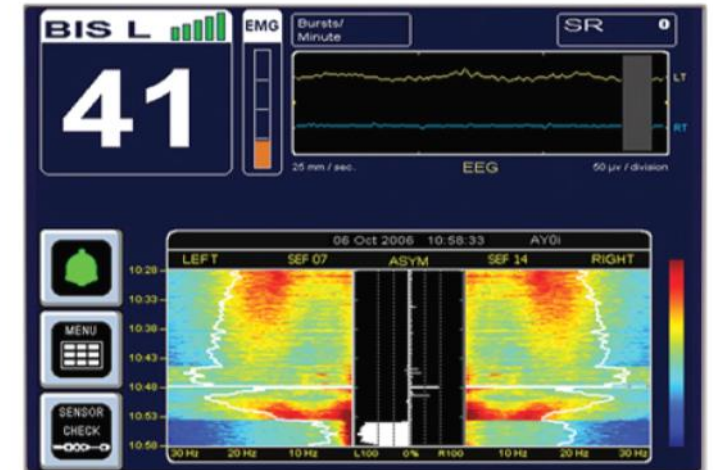 BIS L
EMG
Bursts/
Minute
SR 0
41
LT
RT
25 mm / sec. EEG 50 µv / division
06 Oct 2006 10:58:33 AY0i
LEFT SEF 07 ASYM SEF 14 RIGHT
10:28
10:33
10:38
10:43
10:48
10:53
10:58
MENU
SENSOR
CHECK
30 Hz 20 Hz 10 Hz L100 0% R100 10 Hz 20 Hz 30 Hz